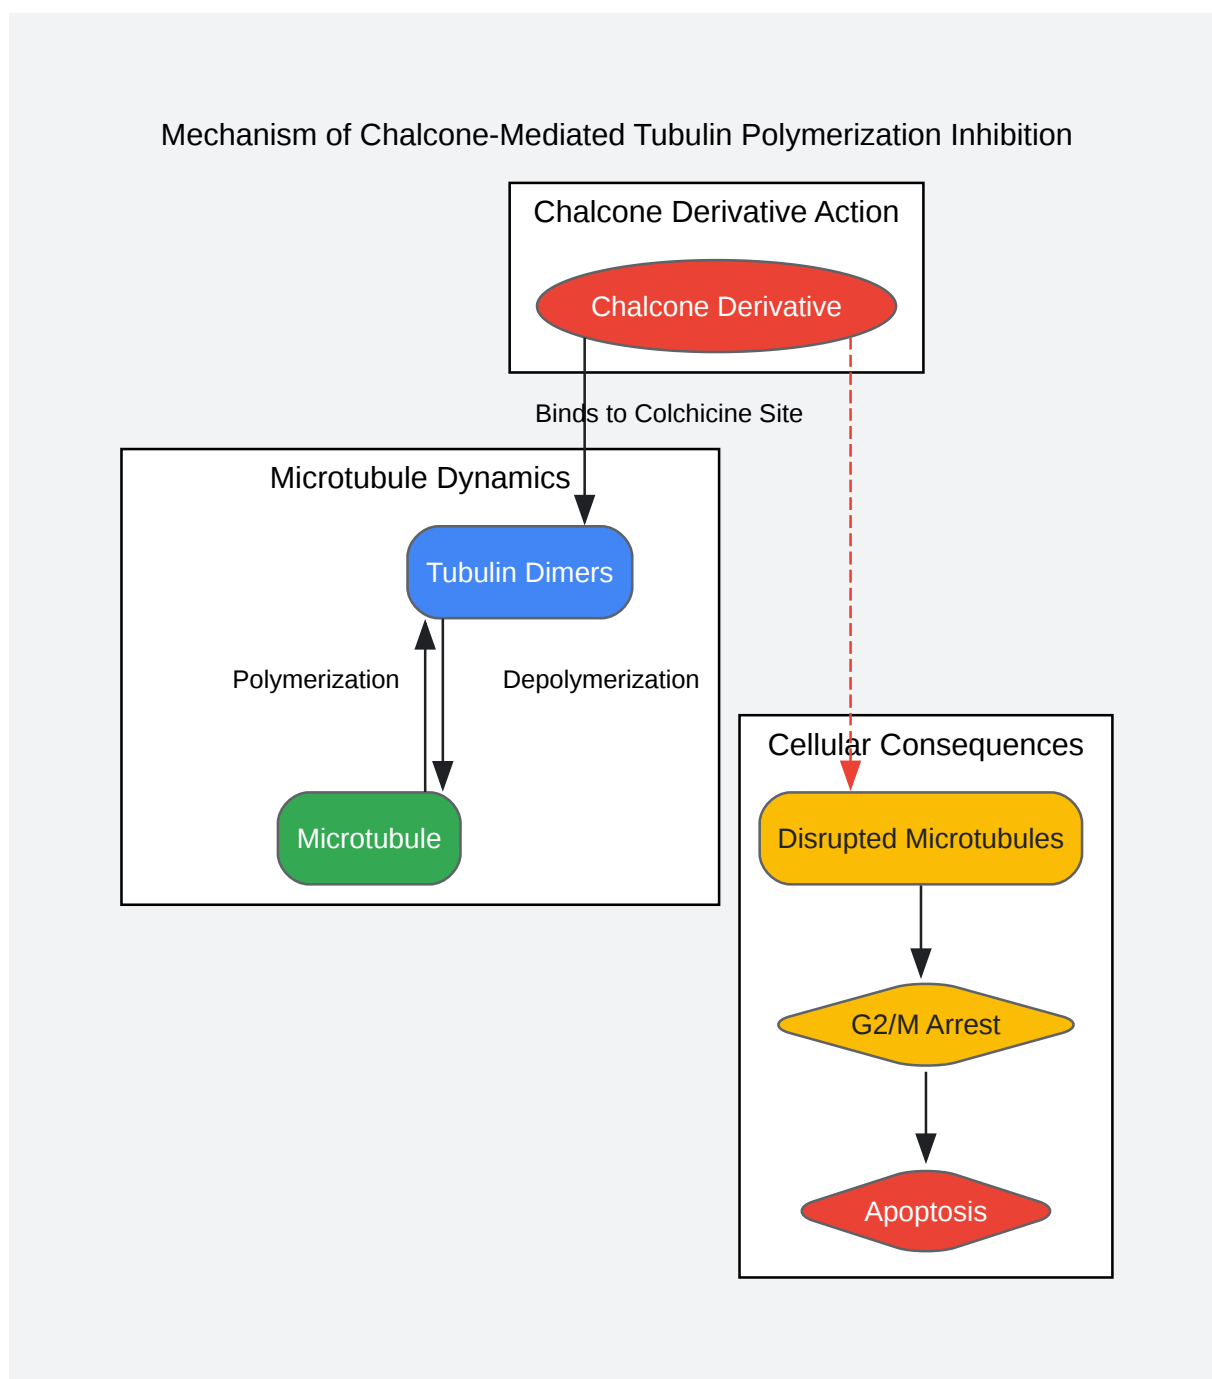 Mechanism of Chalcone-Mediated Tubulin Polymerization Inhibition
Chalcone Derivative Action
Chalcone Derivative
Binds to Colchicine Site
Microtubule Dynamics
Tubulin Dimers
Polymerization
Depolymerization
Microtubule
Cellular Consequences
Disrupted Microtubules
G2/M Arrest
Apoptosis